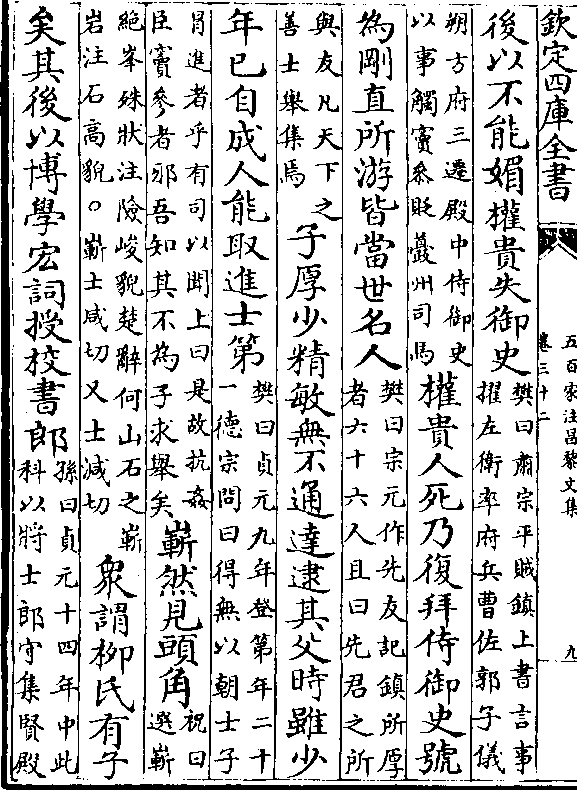 欽定四庫全書
五百家注昌黎文集
卷三十二
九
後以不能媚權貴失御史
樊曰肅宗平賊鎮上書言事
擢左衛率府兵曹佐郭子儀
朔方府三遷殿中侍御史
以事觸竇參貶夔州司馬
權貴人死乃復拜侍御史號
為剛直所游皆當世名人
樊曰宗元作先友記鎮所厚
者六十六人且曰先君之所
與友凡天下之
善士舉集焉
子厚少精敏無不通達逮其父時雖少
年已自成人能取進士第
樊曰貞元九年登第年二十
一德宗問曰得無以朝士子
冒進者乎有司以聞上曰是故抗姦
臣竇參者邪吾知其不為子求舉矣
嶄然見頭角
祝曰
選嶄
絕峯殊狀注險峻貌楚辭何山石之嶄
岩注石高貌○嶄士咸切又士減切
衆謂柳氏有子
矣其後以博學宏詞授校書郎
孫曰貞元十四年中此
科以將士郎守集賢殿